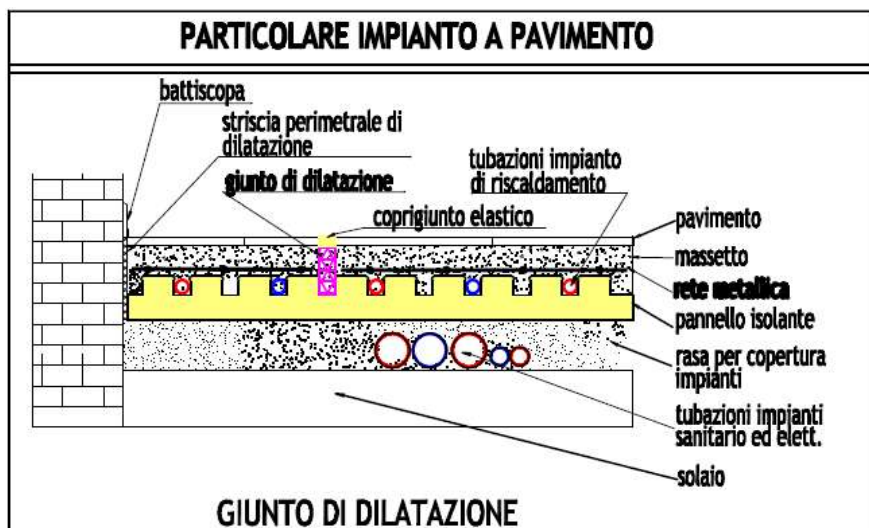 PARTICOLARE IMPIANTO A PAVIMENTO
battiscopa
striscia perimetrale di
dilatazione
giunto di dilatazione
tubazioni impianto
di riscaldamento
coprigiunto elastico
pavimento
massetto
rete metallica
pannello isolante
rasa per copertura
impianti
tubazioni impianti
sanitario ed elett.
solaio
GIUNTO DI DILATAZIONE